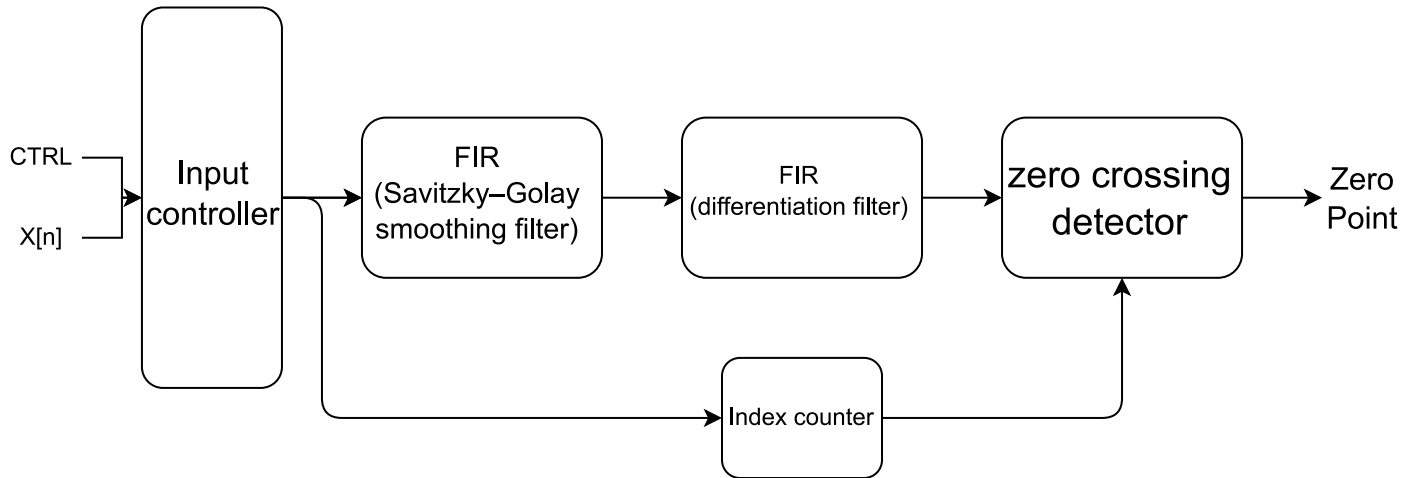 CTRL
X[n]
Input
controller
FIR
(Savitzky–Golay
smoothing filter)
FIR
(differentiation filter)
zero crossing
detector
Zero
Point
Index counter